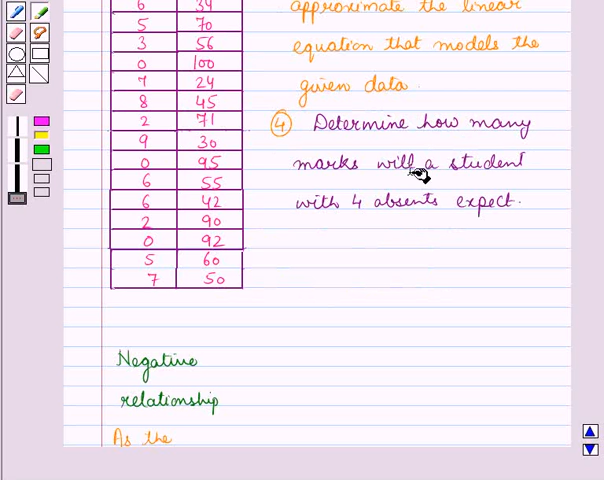 6 34
5 70
3 56
0 100
7 24
8 45
2 71
9 30
0 95
6 55
6 42
2 90
0 92
5 60
7 50
approximate the linear
equation that models the
given data.
4 Determine how many
marks will a student
with 4 absents expect.
Negative
relationship
As the